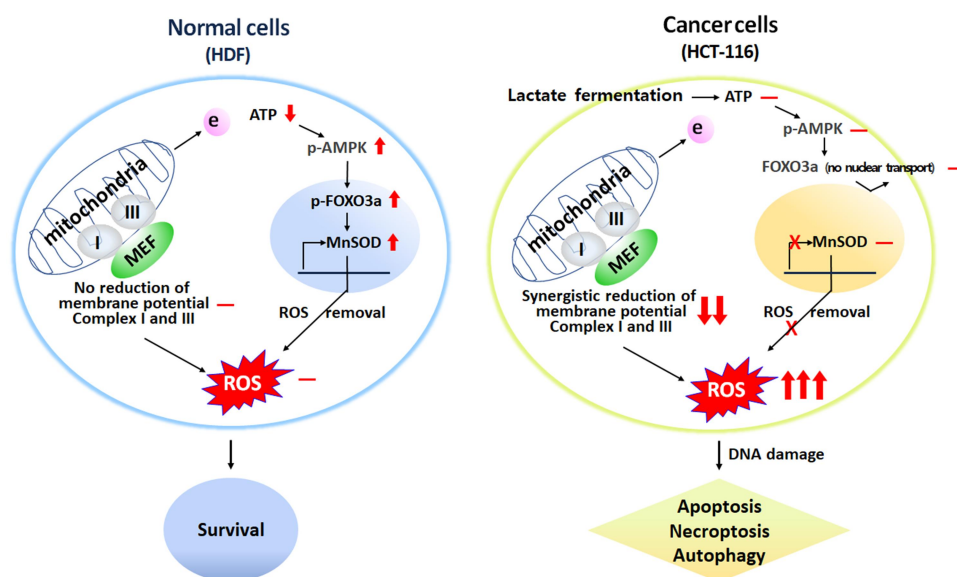 Normal cells
(HDF)
e
ATP
p-AMPK
p-FOXO3a
MnSOD
mitochondria
III
I
MEF
No reduction of
membrane potential
Complex I and III
ROS removal
ROS
Survival
Cancer cells
(HCT-116)
Lactate fermentation
ATP
e
p-AMPK
FOXO3a (no nuclear transport)
X
MnSOD
mitochondria
III
I
MEF
Synergistic reduction of
membrane potential
Complex I and III
ROS removal
X
ROS
DNA damage
Apoptosis
Necroptosis
Autophagy